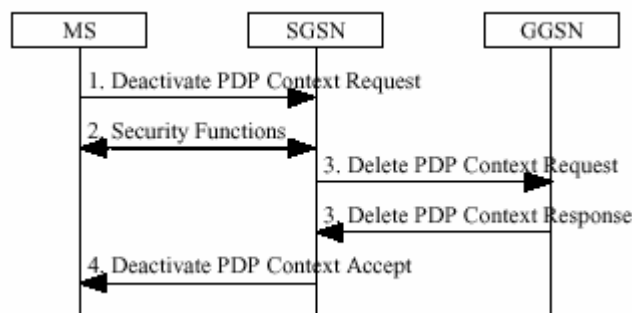 MS SGSN GGSN
1. Deactivate PDP Context Request
2. Security Functions
3. Delete PDP Context Request
3. Delete PDP Context Response
4. Deactivate PDP Context Accept